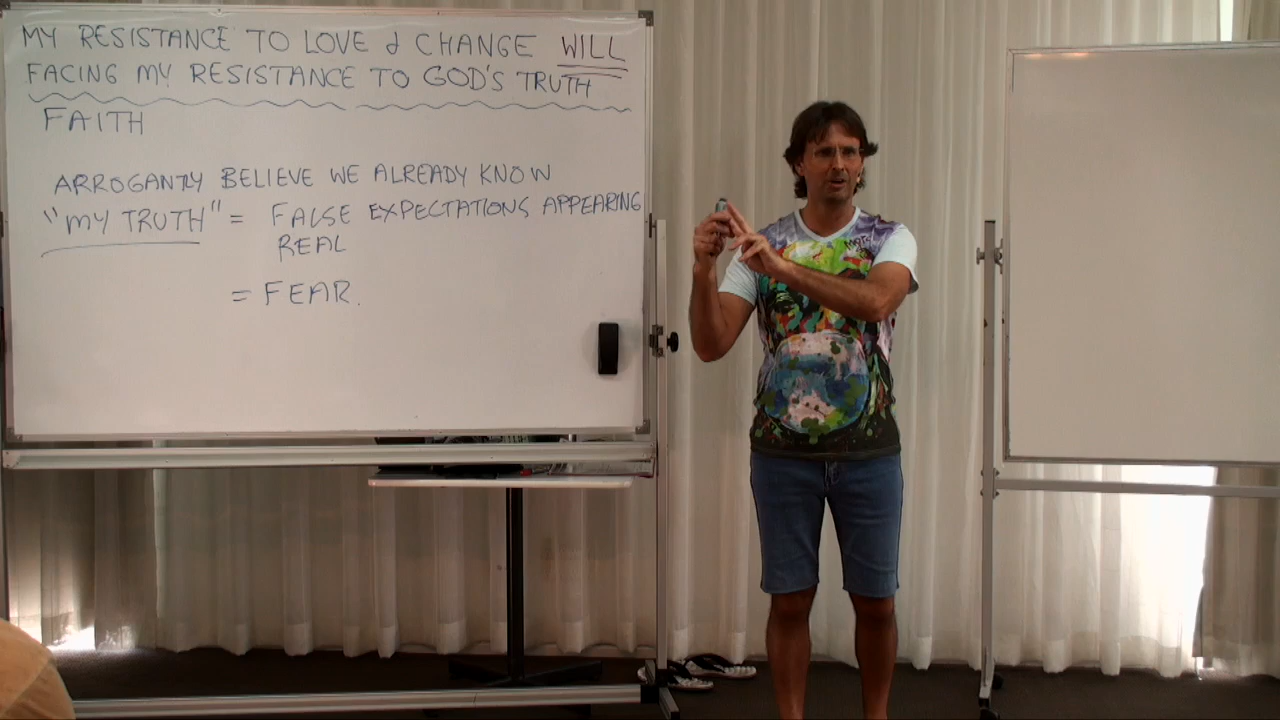 MY RESISTANCE TO LOVE & CHANGE WILL
FACING MY RESISTANCE TO GOD'S TRUTH
FAITH
ARROGANTLY BELIEVE WE ALREADY KNOW
"MY TRUTH" = FALSE EXPECTATIONS APPEARING
REAL
= FEAR.